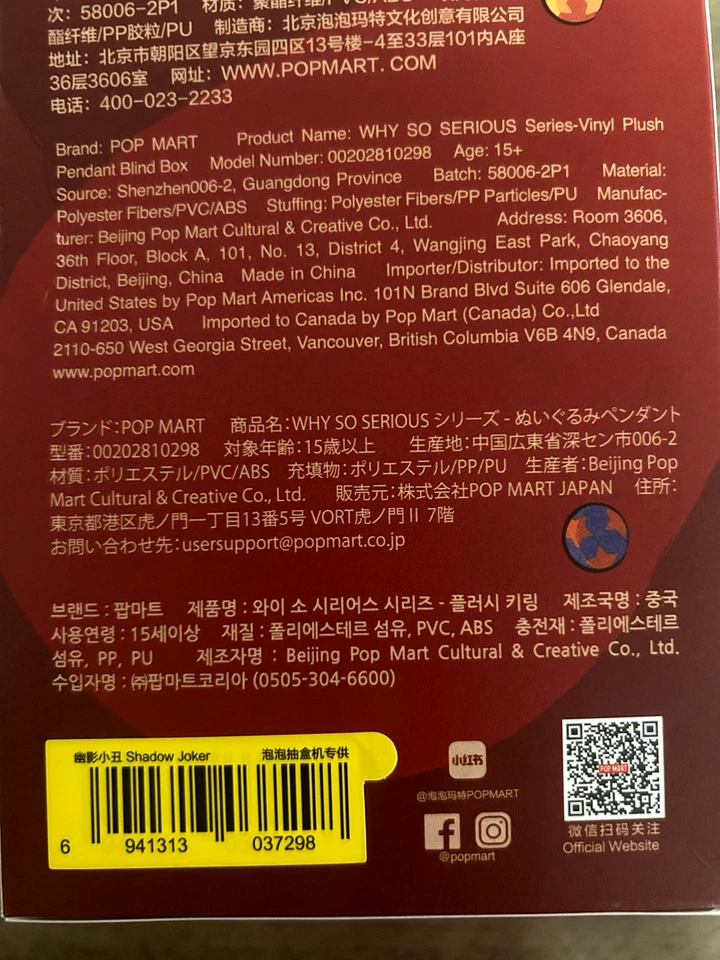 次：58006-2P1 材质：聚酯纤维/PVC/ABS
酯纤维/PP胶粒/PU 制造商：北京泡泡玛特文化创意有限公司
地址：北京市朝阳区望京东园四区13号楼-4至33层101内A座
36层3606室 网址：WWW.POPMART.COM
电话：400-023-2233
Brand: POP MART Product Name: WHY SO SERIOUS Series-Vinyl Plush
Pendant Blind Box Model Number: 00202810298 Age: 15+
Source: Shenzhen006-2, Guangdong Province Batch: 58006-2P1 Material:
Polyester Fibers/PVC/ABS Stuffing: Polyester Fibers/PP Particles/PU Manufac-
turer: Beijing Pop Mart Cultural & Creative Co., Ltd. Address: Room 3606,
36th Floor, Block A, 101, No. 13, District 4, Wangjing East Park, Chaoyang
District, Beijing, China Made in China Importer/Distributor: Imported to the
United States by Pop Mart Americas Inc. 101N Brand Blvd Suite 606 Glendale,
CA 91203, USA Imported to Canada by Pop Mart (Canada) Co.,Ltd
2110-650 West Georgia Street, Vancouver, British Columbia V6B 4N9, Canada
www.popmart.com
ブランド：POP MART 商品名：WHY SO SERIOUS シリーズ - ぬいぐるみペンダント
型番：00202810298 対象年齢：15歳以上 生産地：中国広東省深セン市006-2
材質：ポリエステル/PVC/ABS 充填物：ポリエステル/PP/PU 生産者：Beijing Pop
Mart Cultural & Creative Co., Ltd. 販売元：株式会社POP MART JAPAN 住所：
東京都港区虎ノ門一丁目13番5号 VORT虎ノ門Ⅱ 7階
お問い合わせ先：usersupport@popmart.co.jp
브랜드 : 팝마트 제품명 : 와이 소 시리어스 시리즈 - 플러시 키링 제조국명 : 중국
사용연령 : 15세이상 재질 : 폴리에스테르 섬유, PVC, ABS 충전재 : 폴리에스테르
섬유, PP, PU 제조자명 : Beijing Pop Mart Cultural & Creative Co., Ltd.
수입자명 : ㈜팝마트코리아 (0505-304-6600)
幽影小丑 Shadow Joker 泡泡抽盒机专供
6 941313 037298
小红书
@泡泡玛特POPMART
@popmart
POP MART
微信扫码关注
Official Website